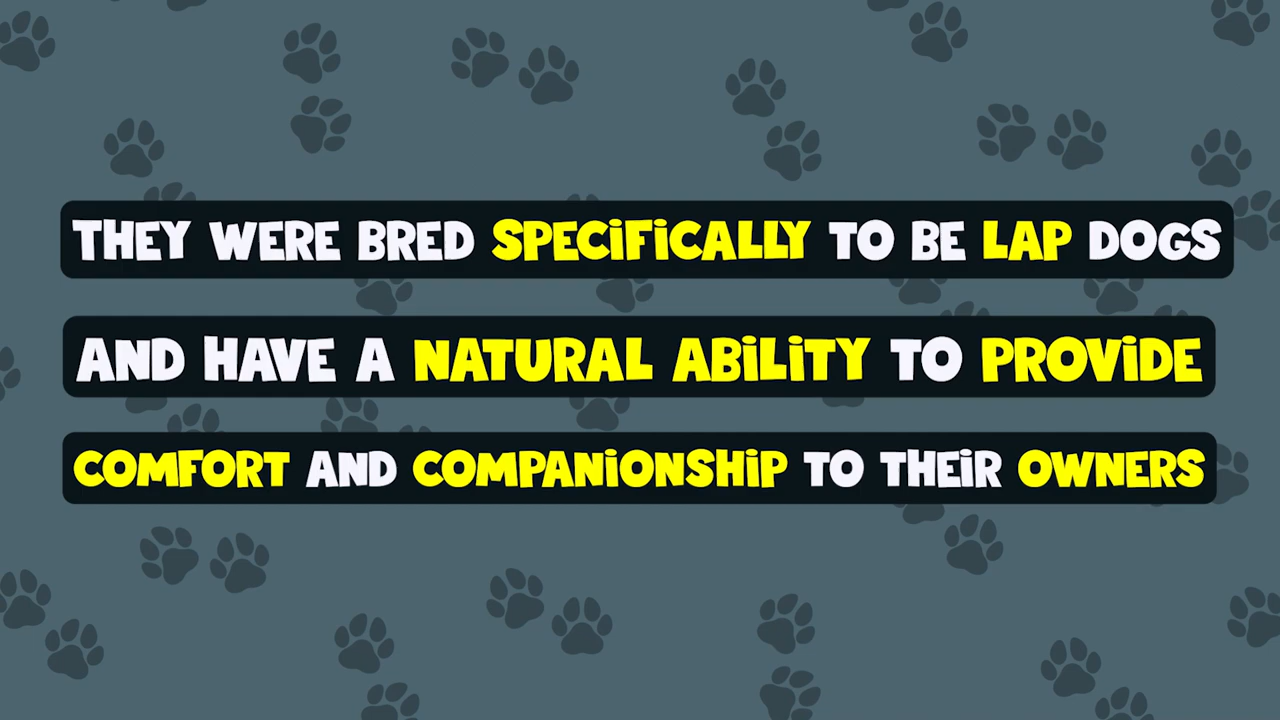 THEY WERE BRED SPECIFICALLY TO BE LAP DOGS
AND HAVE A NATURAL ABILITY TO PROVIDE
COMFORT AND COMPANIONSHIP TO THEIR OWNERS